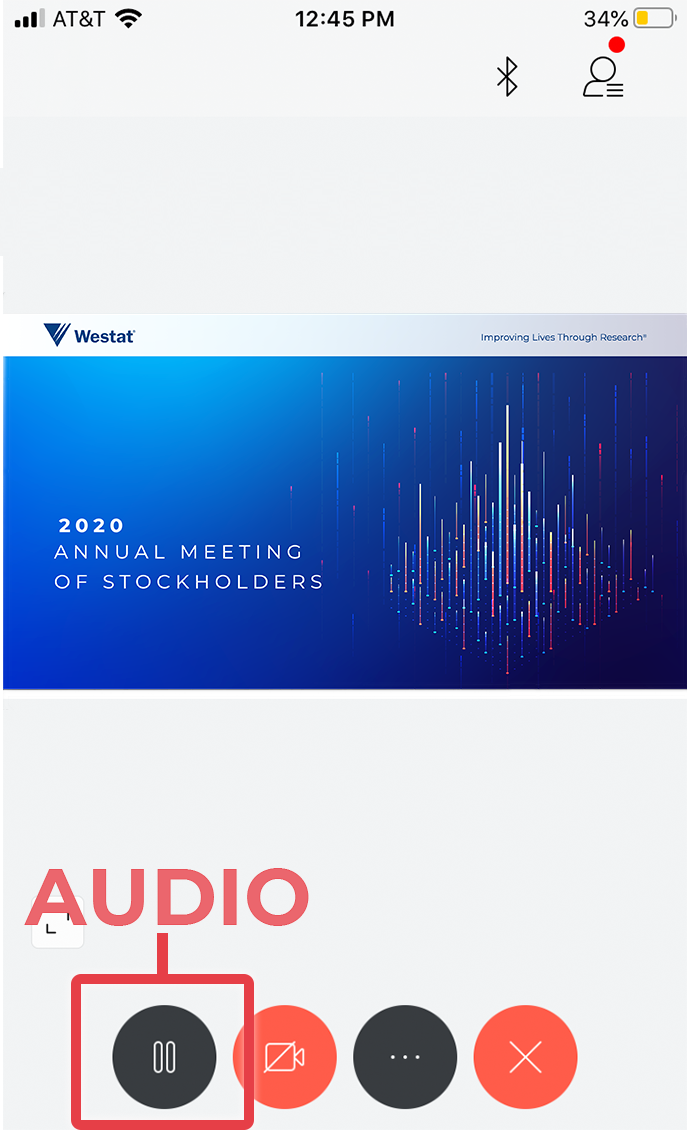 AT&T 12:45 PM 34%
Westat®
Improving Lives Through Research®
2020
ANNUAL MEETING
OF STOCKHOLDERS
AUDIO